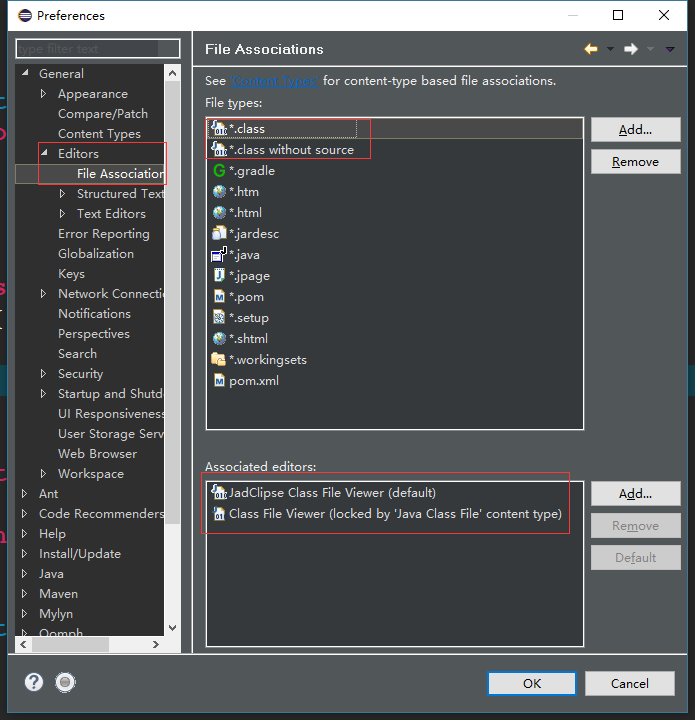 Preferences
type filter text
General
Appearance
Compare/Patch
Content Types
Editors
File Association
Structured Text
Text Editors
Error Reporting
Globalization
Keys
Network Connectio
Notifications
Perspectives
Search
Security
Startup and Shutd
UI Responsiveness
User Storage Serv
Web Browser
Workspace
Ant
Code Recommenders
Help
Install/Update
Java
Maven
Mylyn
Oomph
File Associations
See 'Content Types' for content-type based file associations.
File types:
*.class
*.class without source
*.gradle
*.htm
*.html
*.jardesc
*.java
*.jpage
*.pom
*.setup
*.shtml
*.workingsets
pom.xml
Add...
Remove
Associated editors:
JadClipse Class File Viewer (default)
Class File Viewer (locked by 'Java Class File' content type)
Add...
Remove
Default
OK
Cancel